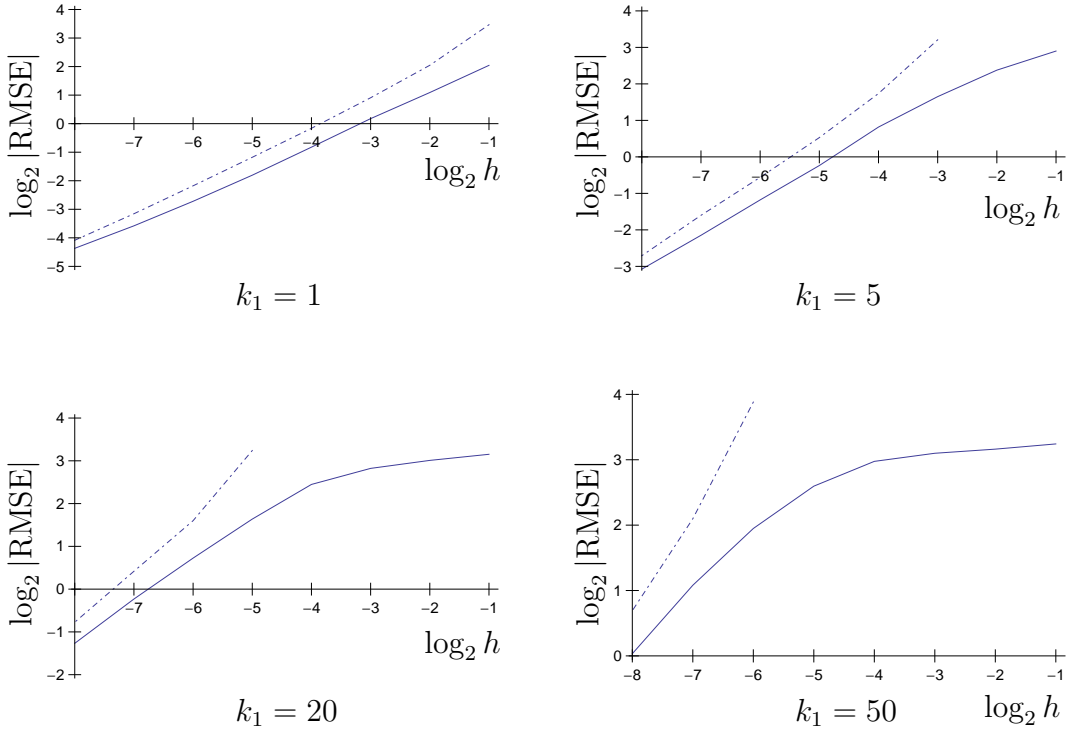 4
3
2
1
0
−1
−2
−3
−4
−5
−7 −6 −5 −4 −3 −2 −1
log₂ |RMSE|
log₂ h
k₁ = 1
4
3
2
1
0
−1
−2
−3
−7 −6 −5 −4 −3 −2 −1
log₂ |RMSE|
log₂ h
k₁ = 5
4
3
2
1
0
−1
−2
−7 −6 −5 −4 −3 −2 −1
log₂ |RMSE|
log₂ h
k₁ = 20
4
3
2
1
0
−8 −7 −6 −5 −4 −3 −2 −1
log₂ |RMSE|
log₂ h
k₁ = 50